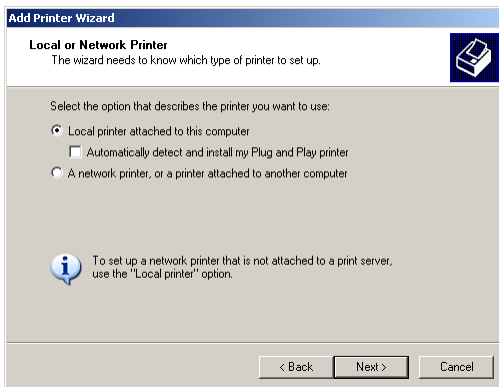 Add Printer Wizard
Local or Network Printer
The wizard needs to know which type of printer to set up.
Select the option that describes the printer you want to use:
Local printer attached to this computer
Automatically detect and install my Plug and Play printer
A network printer, or a printer attached to another computer
To set up a network printer that is not attached to a print server,
use the "Local printer" option.
< Back
Next >
Cancel